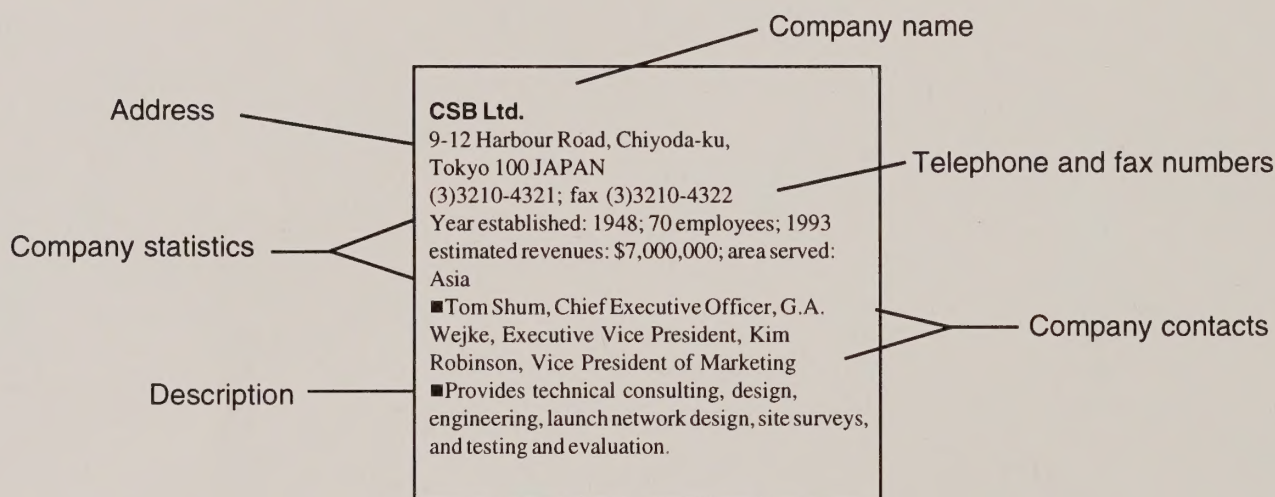 Company name
Address
CSB Ltd.
9-12 Harbour Road, Chiyoda-ku,
Tokyo 100 JAPAN
Telephone and fax numbers
(3)3210-4321; fax (3)3210-4322
Year established: 1948; 70 employees; 1993
Company statistics
estimated revenues: $7,000,000; area served:
Asia
■Tom Shum, Chief Executive Officer, G.A.
Wejke, Executive Vice President, Kim
Company contacts
Robinson, Vice President of Marketing
Description
■Provides technical consulting, design,
engineering, launch network design, site surveys,
and testing and evaluation.